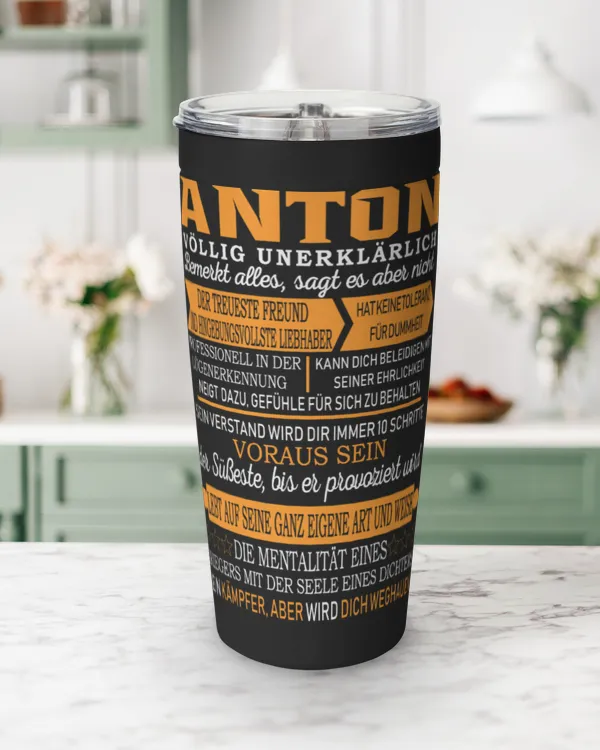 ANTON
VÖLLIG UNERKLÄRLICH
Bemerkt alles, sagt es aber nicht
DER TREUESTE FREUND
UND HINGEBUNGSVOLLSTE LIEBHABER
HAT KEINE TOLERANZ
FÜR DUMMHEIT
PROFESSIONELL IN DER
LÜGENERKENNUNG
KANN DICH BELEIDIGEN MIT
SEINER EHRLICHKEIT
NEIGT DAZU, GEFÜHLE FÜR SICH ZU BEHALTEN
SEIN VERSTAND WIRD DIR IMMER 10 SCHRITTE
VORAUS SEIN
der Süßeste, bis er provoziert wird
LEBT AUF SEINE GANZ EIGENE ART UND WEISE
DIE MENTALITÄT EINES
KRIEGERS MIT DER SEELE EINES DICHTERS
KÄMPFER, ABER WIRD DICH WEGHAUEN